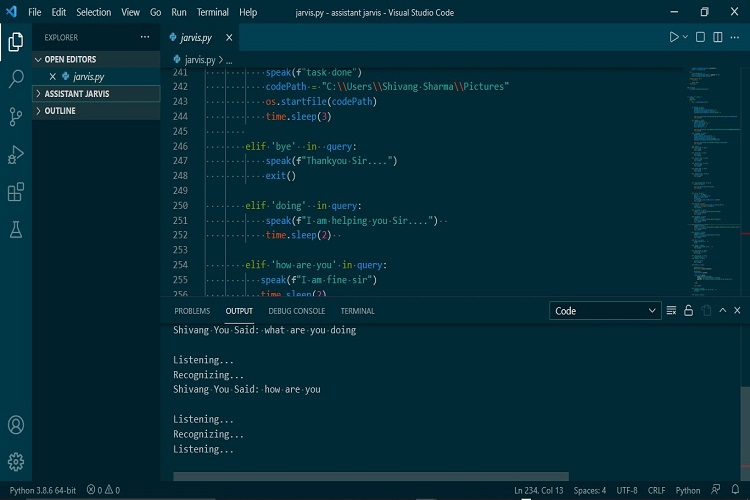 File Edit Selection View Go Run Terminal Help jarvis.py - assistant jarvis - Visual Studio Code
EXPLORER
OPEN EDITORS
jarvis.py
ASSISTANT JARVIS
OUTLINE
jarvis.py
jarvis.py > ...
241 speak(f"task done")
242 codePath = "C:\\Users\\Shivang Sharma\\Pictures"
243 os.startfile(codePath)
244 time.sleep(3)
245
246 elif 'bye' in query:
247 speak(f"Thankyou Sir....")
248 exit()
249
250 elif 'doing' in query:
251 speak(f"I am helping you Sir....")
252 time.sleep(2)
253
254 elif 'how are you' in query:
255 speak(f"I am fine sir")
256 time.sleep(2)
PROBLEMS OUTPUT DEBUG CONSOLE TERMINAL Code
Shivang You Said: what are you doing
Listening...
Recognizing...
Shivang You Said: how are you
Listening...
Recognizing...
Listening...
Python 3.8.6 64-bit 0 0 Ln 234, Col 13 Spaces: 4 UTF-8 CRLF Python